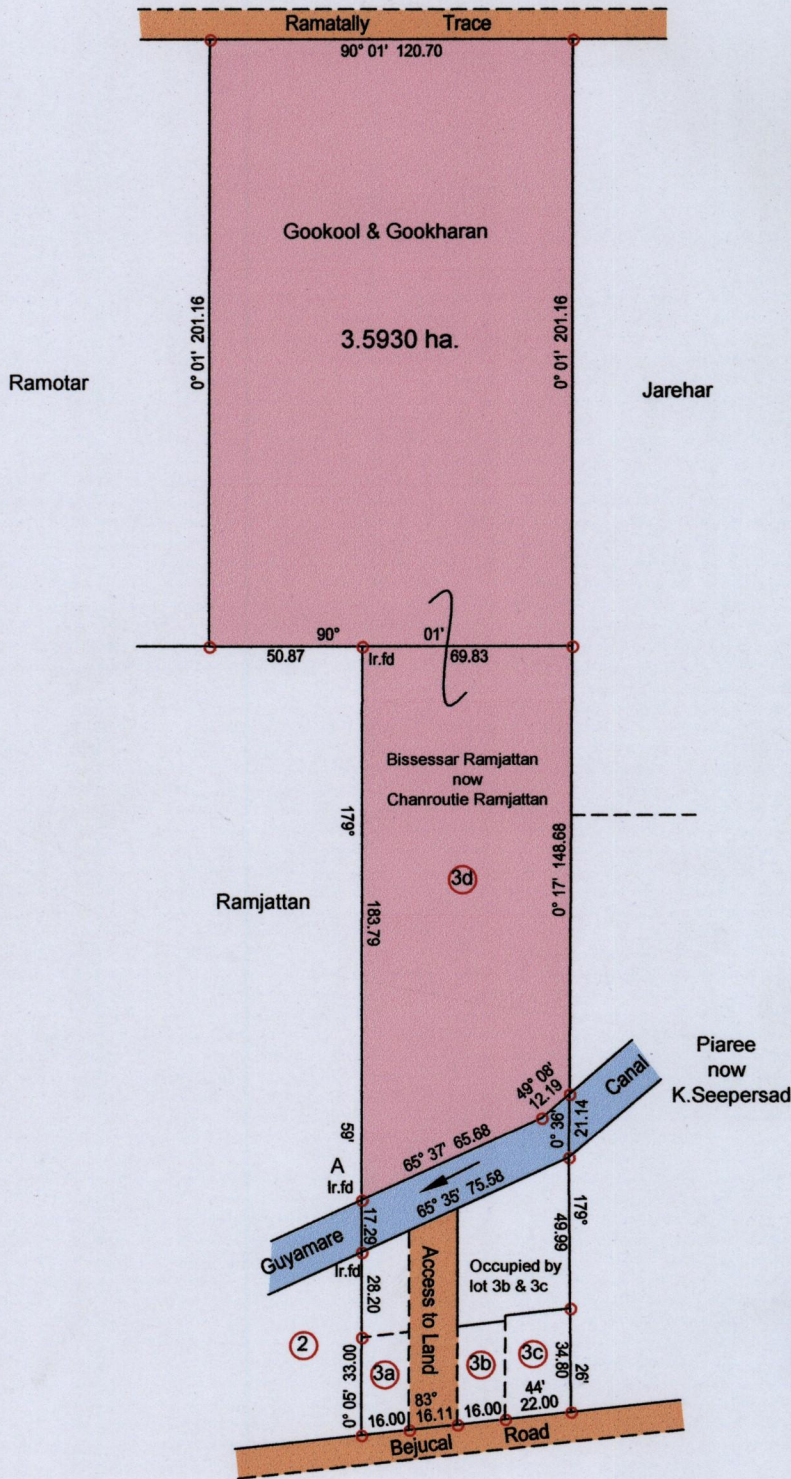 Ramatally Trace
90° 01' 120.70
Gookool & Gookharan
0° 01' 201.16
0° 01' 201.16
3.5930 ha.
Ramotar
Jarehar
90° 01'
50.87
Ir.fd
69.83
Bissessar Ramjattan
now
Chanroutie Ramjattan
179°
0° 17' 148.68
3d
Ramjattan
183.79
Piaree
now
K.Seepersad
49° 08'
12.19
Canal
0° 36'
21.14
59'
65° 37' 65.68
A
Ir.fd
65° 35' 75.58
17.29
179°
49.99
Guyamare
Ir.fd
Access to Land
Occupied by
lot 3b & 3c
28.20
2
0° 05' 33.00
3a
3b
3c
34.80
26'
83°
44'
16.00
16.11
16.00
22.00
Bejucal Road